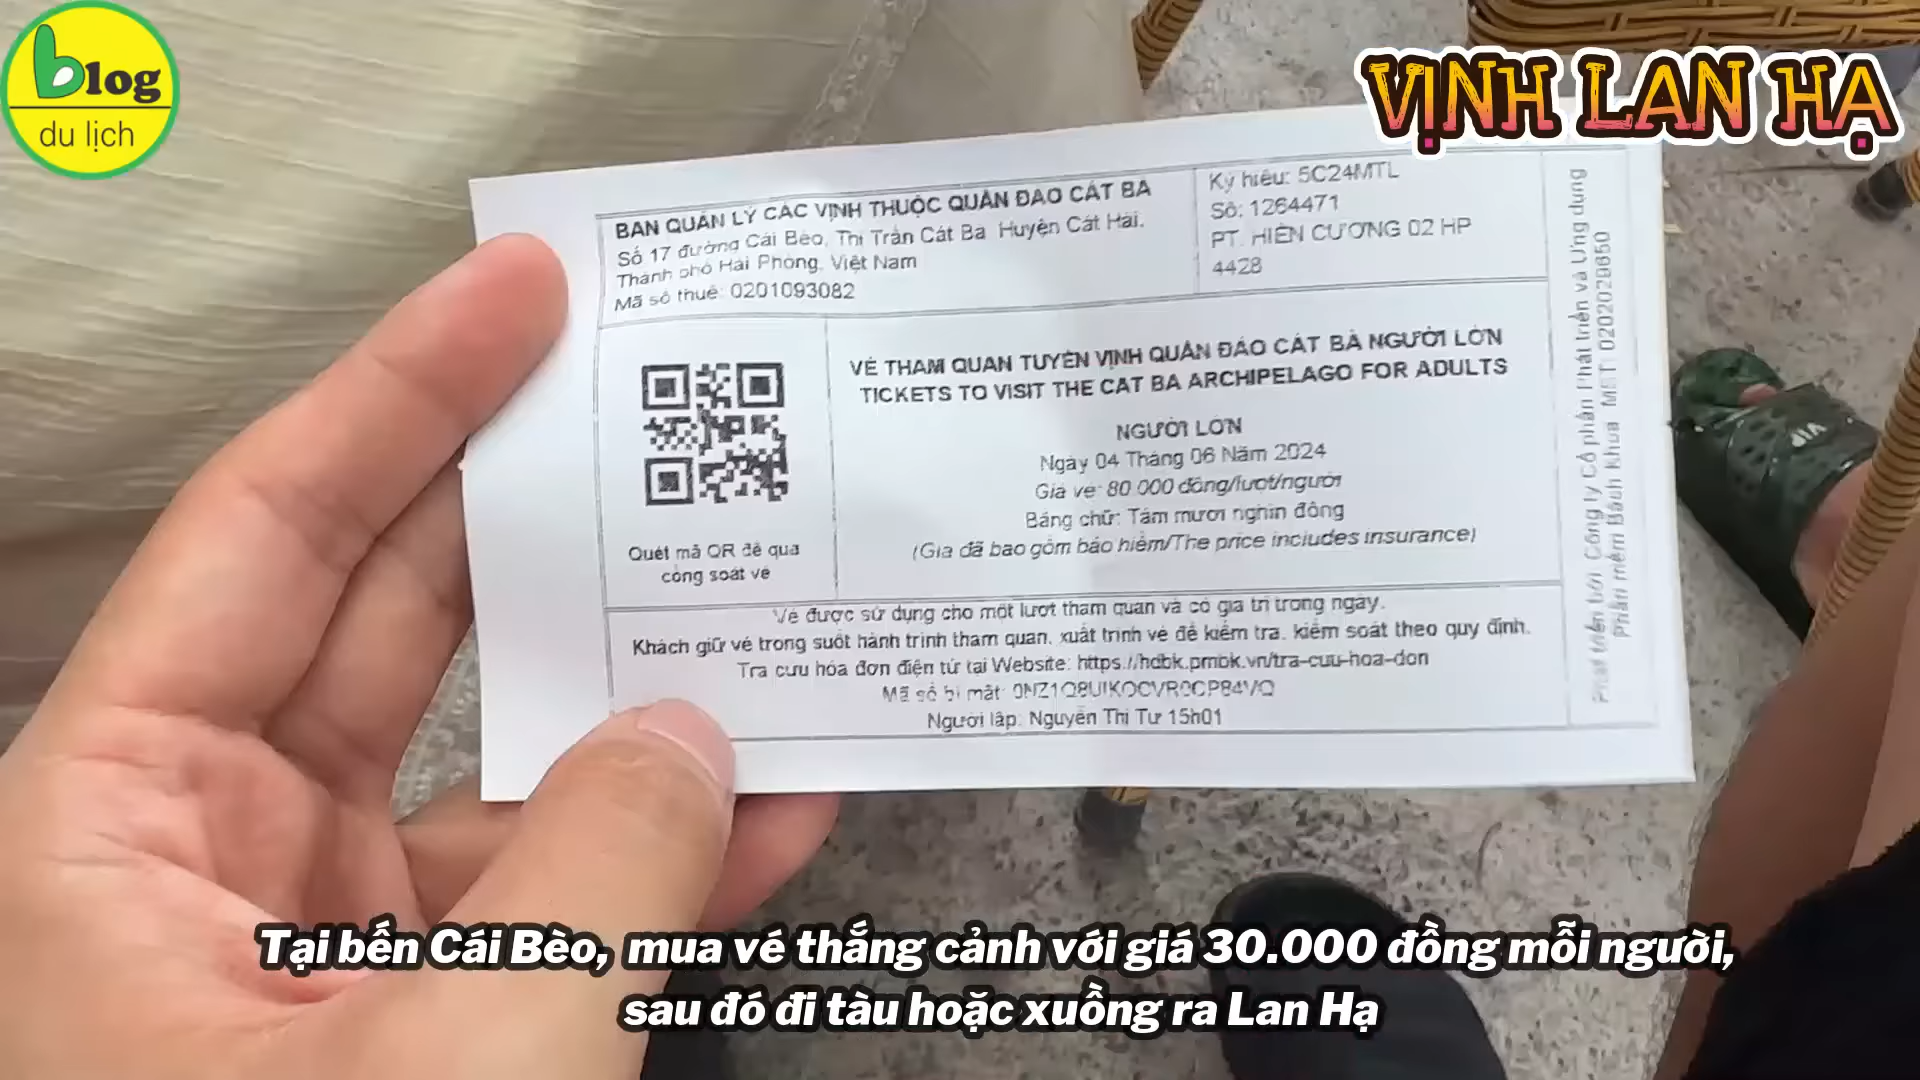 blog
du lịch
VỊNH LAN HẠ
BAN QUẢN LÝ CÁC VỊNH THUỘC QUẦN ĐẢO CÁT BÀ
Số 17 đường Cái Bèo, Thị Trấn Cát Bà Huyện Cát Hải,
Thành phố Hải Phòng, Việt Nam
Mã số thuế: 0201093082
Ký hiệu: 5C24MTL
Số: 1264471
PT. HIỀN CƯƠNG 02 HP
4428
VÉ THAM QUAN TUYẾN VỊNH QUẦN ĐẢO CÁT BÀ NGƯỜI LỚN
TICKETS TO VISIT THE CAT BA ARCHIPELAGO FOR ADULTS
NGƯỜI LỚN
Ngày 04 Tháng 06 Năm 2024
Giá vé: 80.000 đồng/lượt/người
Bằng chữ: Tám mươi nghìn đồng
(Giá đã bao gồm bảo hiểm/The price includes insurance)
Quét mã QR để qua
cổng soát vé
Vé được sử dụng cho một lượt tham quan và có giá trị trong ngày.
Khách giữ vé trong suốt hành trình tham quan, xuất trình vé để kiểm tra, kiểm soát theo quy định.
Tra cứu hóa đơn điện tử tại Website: https://hdbk.pmbk.vn/tra-cuu-hoa-don
Mã số bí mật:
Người lập: Nguyễn Thị Tư 15h01
Phát triển bởi: Công ty Cổ phần Phát triển và Ứng dụng
Phần mềm Bách Khoa MST: 0202029650
VIP
Tại bến Cái Bèo, mua vé thắng cảnh với giá 30.000 đồng mỗi người,
sau đó đi tàu hoặc xuồng ra Lan Hạ